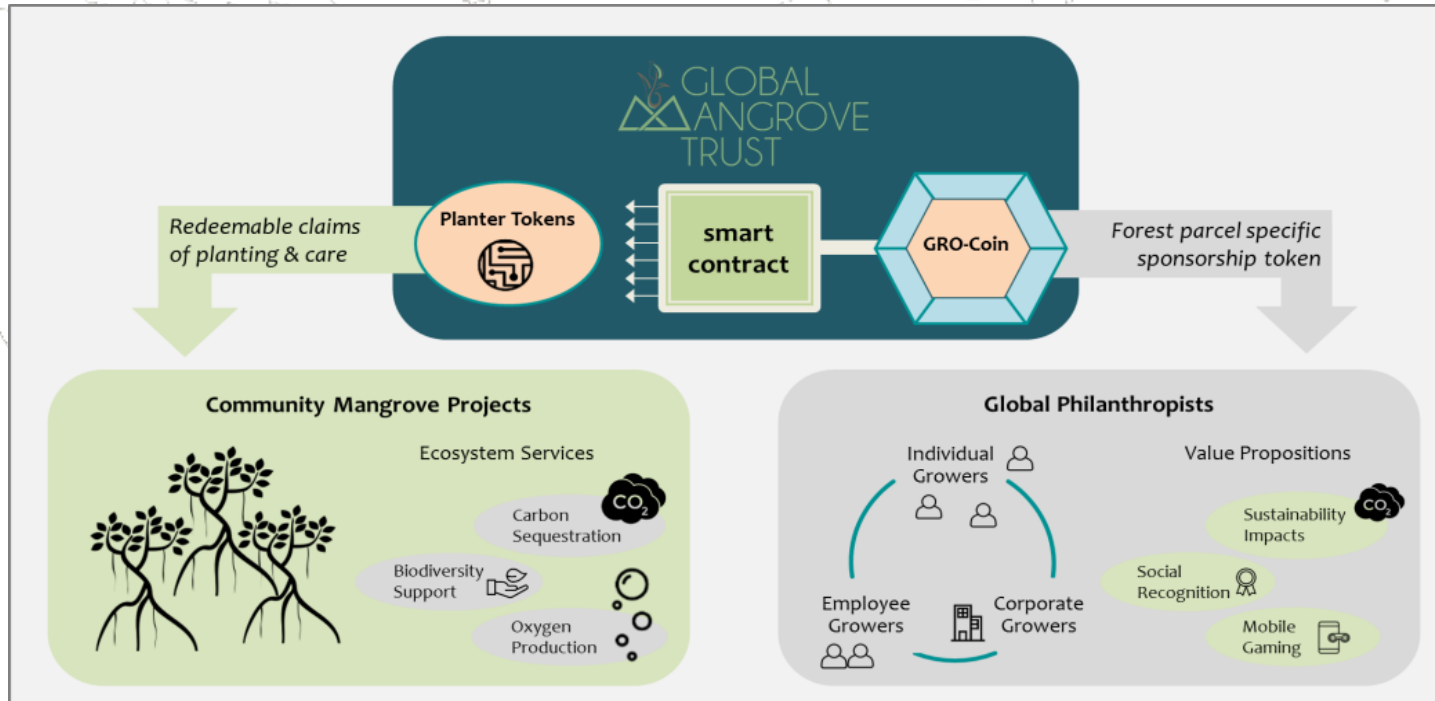 GLOBAL
MANGROVE
TRUST
Planter Tokens
smart
contract
GRO-Coin
Redeemable claims
of planting & care
Forest parcel specific
sponsorship token
Community Mangrove Projects
Ecosystem Services
CO2
Carbon
Sequestration
Biodiversity
Support
Oxygen
Production
Global Philanthropists
Individual
Growers
Employee
Growers
Corporate
Growers
Value Propositions
CO2
Sustainability
Impacts
Social
Recognition
Mobile
Gaming